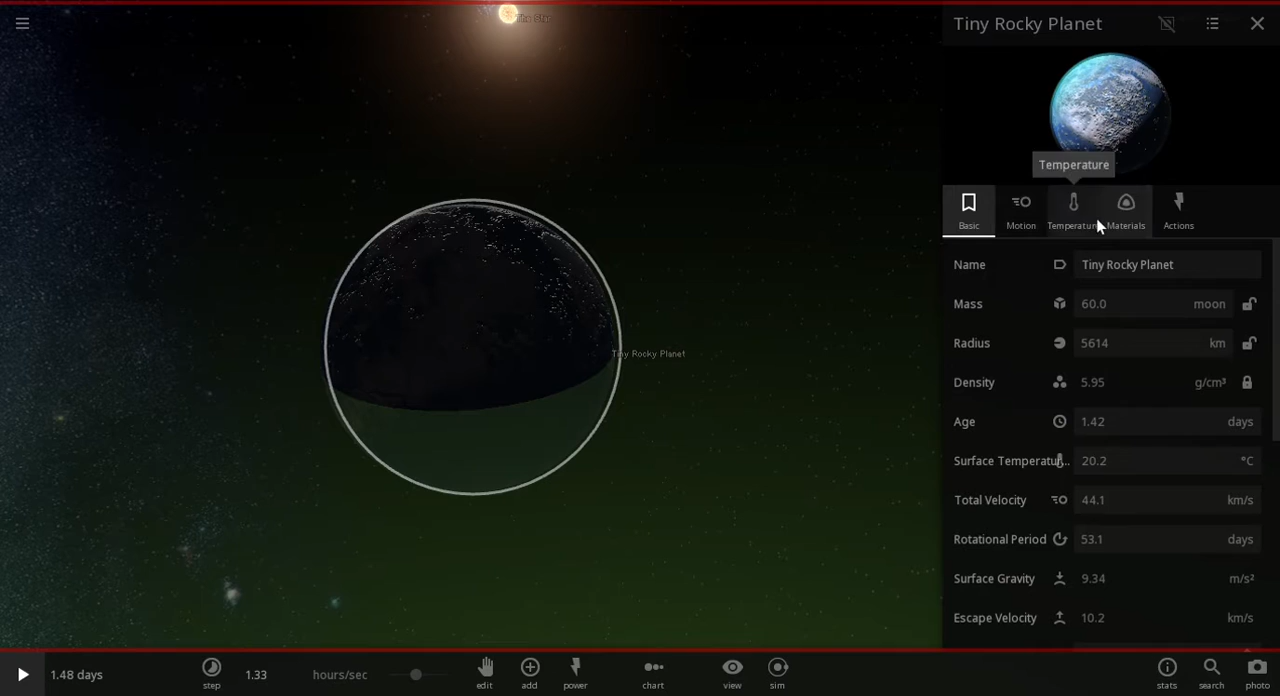 The Star
Tiny Rocky Planet
Temperature
Basic
Motion
Temperatur
Materials
Actions
Name Tiny Rocky Planet
Mass 60.0 moon
Radius 5614 km
Density 5.95 g/cm³
Age 1.42 days
Surface Temperatu... 20.2 °C
Total Velocity 44.1 km/s
Rotational Period 53.1 days
Surface Gravity 9.34 m/s²
Escape Velocity 10.2 km/s
Tiny Rocky Planet
1.48 days
step
1.33 hours/sec
edit
add
power
chart
view
sim
stats
search
photo